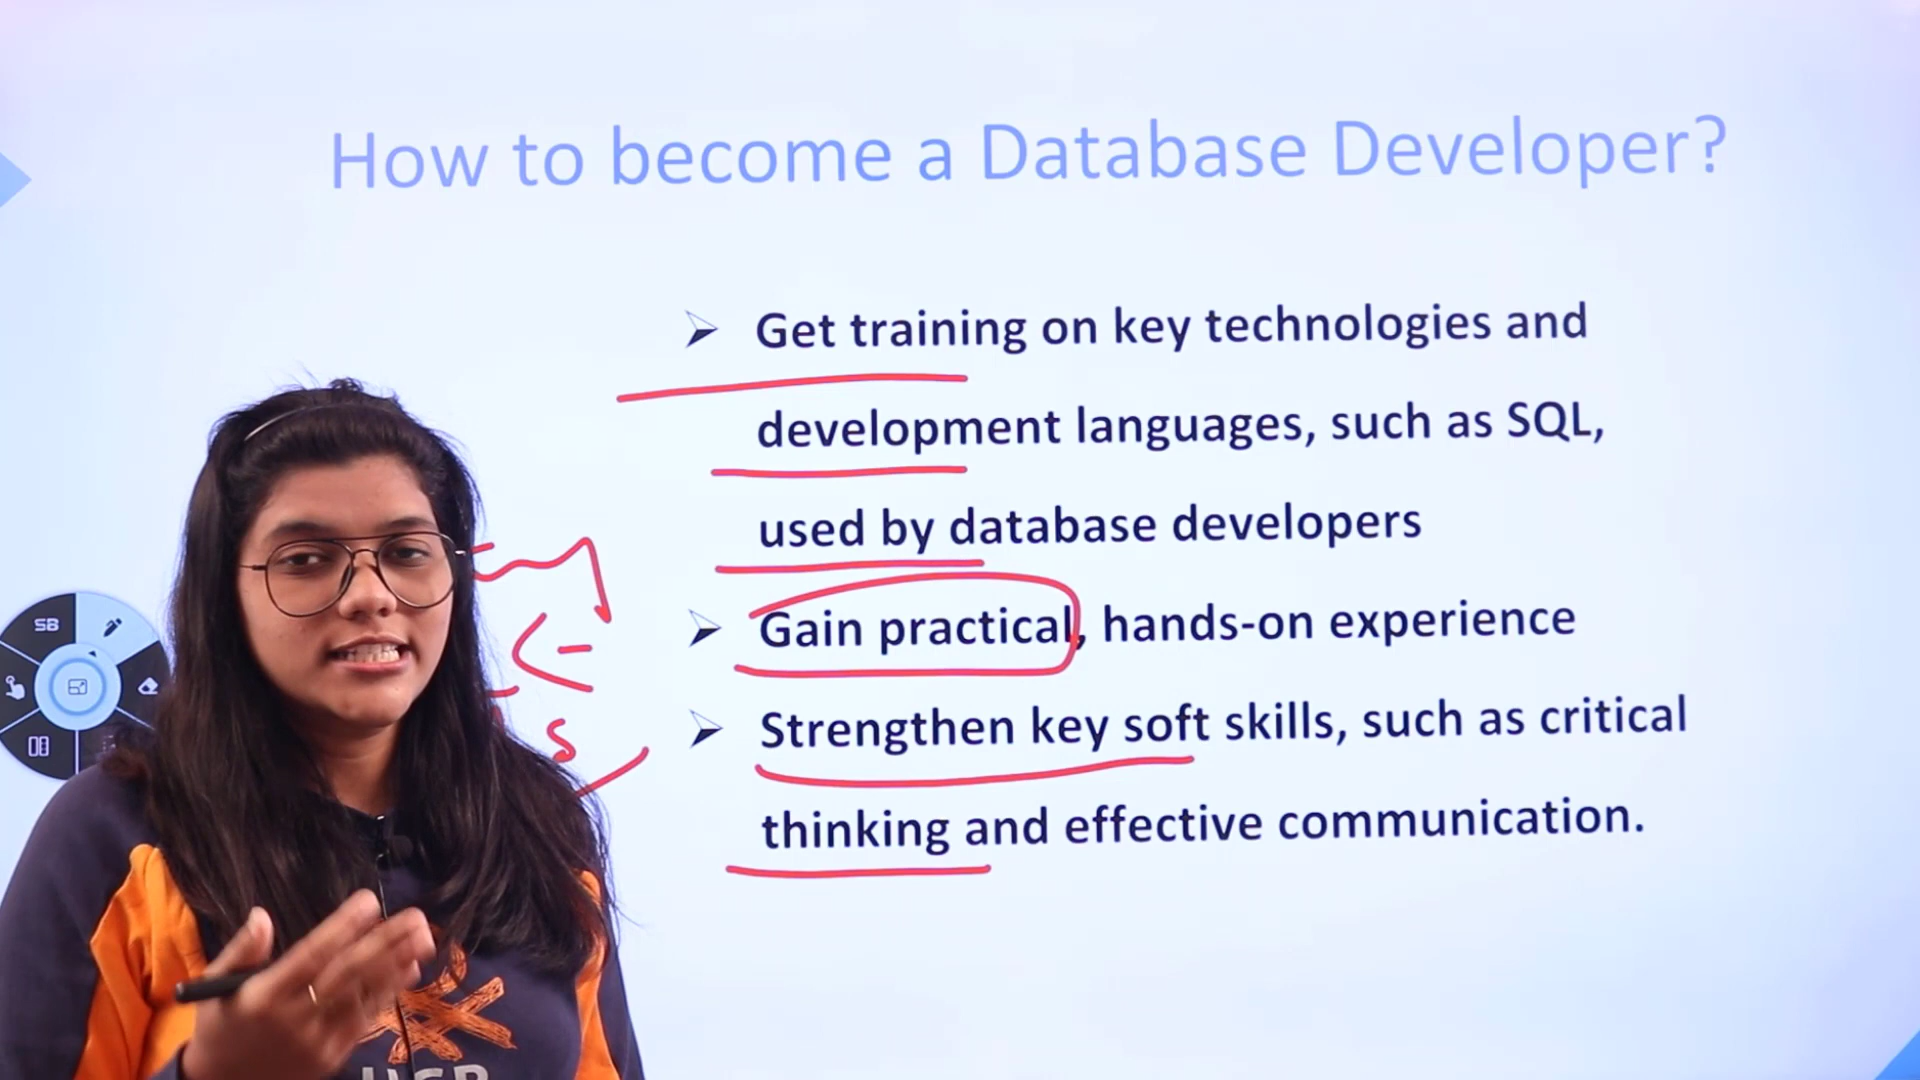 How to become a Database Developer?
Get training on key technologies and
development languages, such as SQL,
used by database developers
Gain practical, hands-on experience
Strengthen key soft skills, such as critical
thinking and effective communication.
SB
S